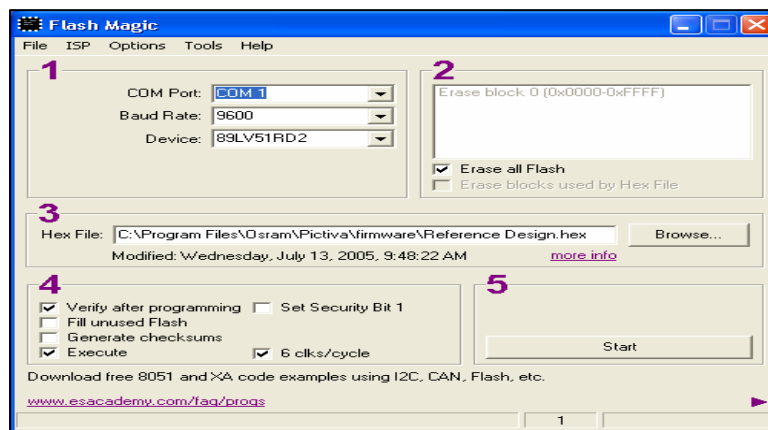 Flash Magic
File ISP Options Tools Help
1
COM Port: COM 1
Baud Rate: 9600
Device: 89LV51RD2
2
Erase block 0 (0x0000-0xFFFF)
Erase all Flash
Erase blocks used by Hex File
3
Hex File: C:\Program Files\Osram\Pictiva\firmware\Reference Design.hex Browse...
Modified: Wednesday, July 13, 2005, 9:48:22 AM more info
4
Verify after programming Set Security Bit 1
Fill unused Flash
Generate checksums
Execute 6 clks/cycle
5
Start
Download free 8051 and XA code examples using I2C, CAN, Flash, etc.
www.esacademy.com/faq/progs
1